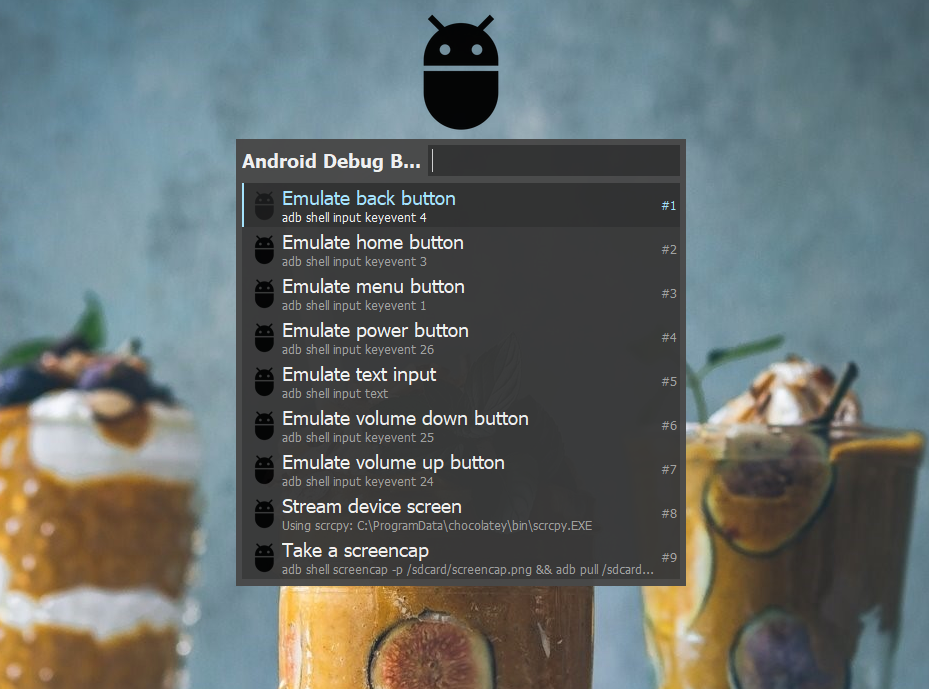 Android Debug B...
Emulate back button
adb shell input keyevent 4
#1
Emulate home button
adb shell input keyevent 3
#2
Emulate menu button
adb shell input keyevent 1
#3
Emulate power button
adb shell input keyevent 26
#4
Emulate text input
adb shell input text
#5
Emulate volume down button
adb shell input keyevent 25
#6
Emulate volume up button
adb shell input keyevent 24
#7
Stream device screen
Using scrcpy: C:\ProgramData\chocolatey\bin\scrcpy.EXE
#8
Take a screencap
adb shell screencap -p /sdcard/screencap.png && adb pull /sdcard...
#9